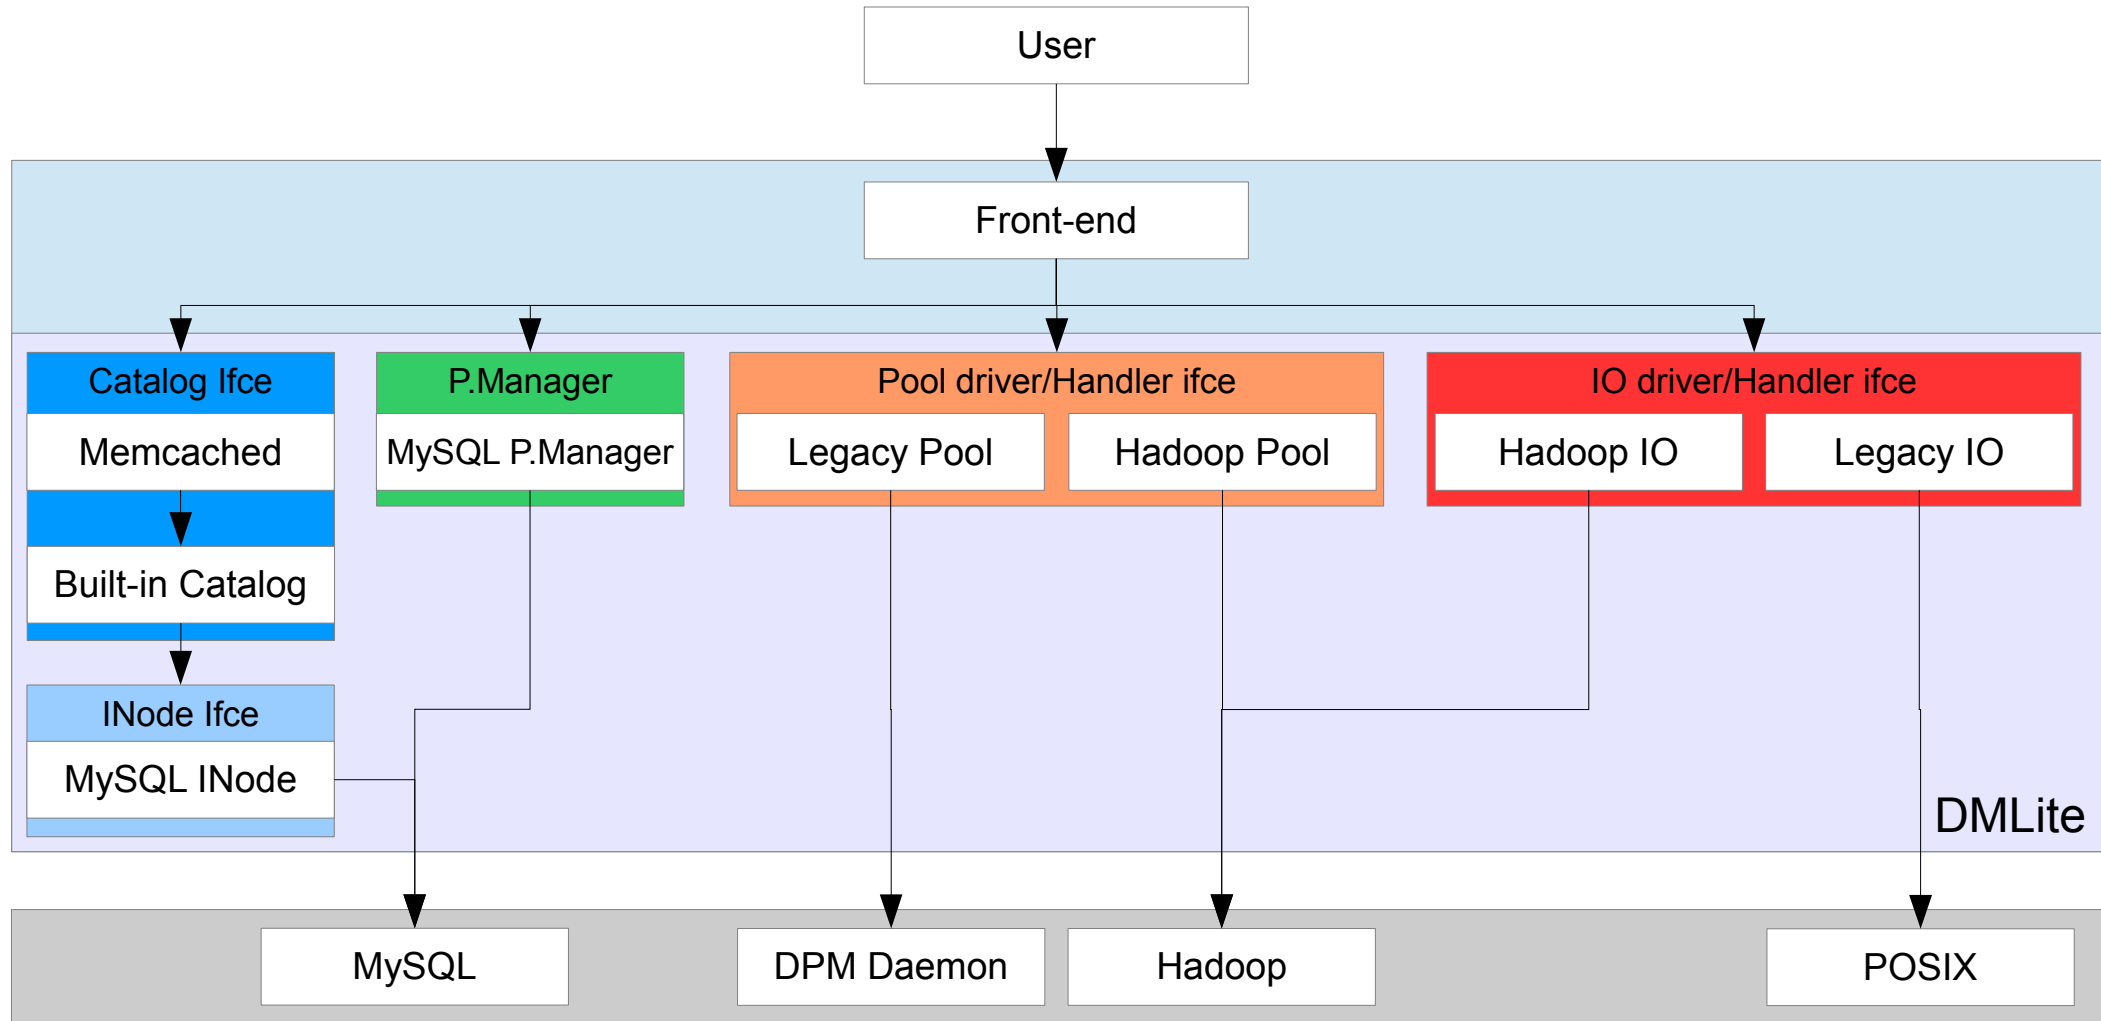 User
Front-end
Catalog Ifce
P.Manager
Pool driver/Handler ifce
IO driver/Handler ifce
Memcached
MySQL P.Manager
Legacy Pool
Hadoop Pool
Hadoop IO
Legacy IO
Built-in Catalog
INode Ifce
MySQL INode
DMLite
MySQL
DPM Daemon
Hadoop
POSIX